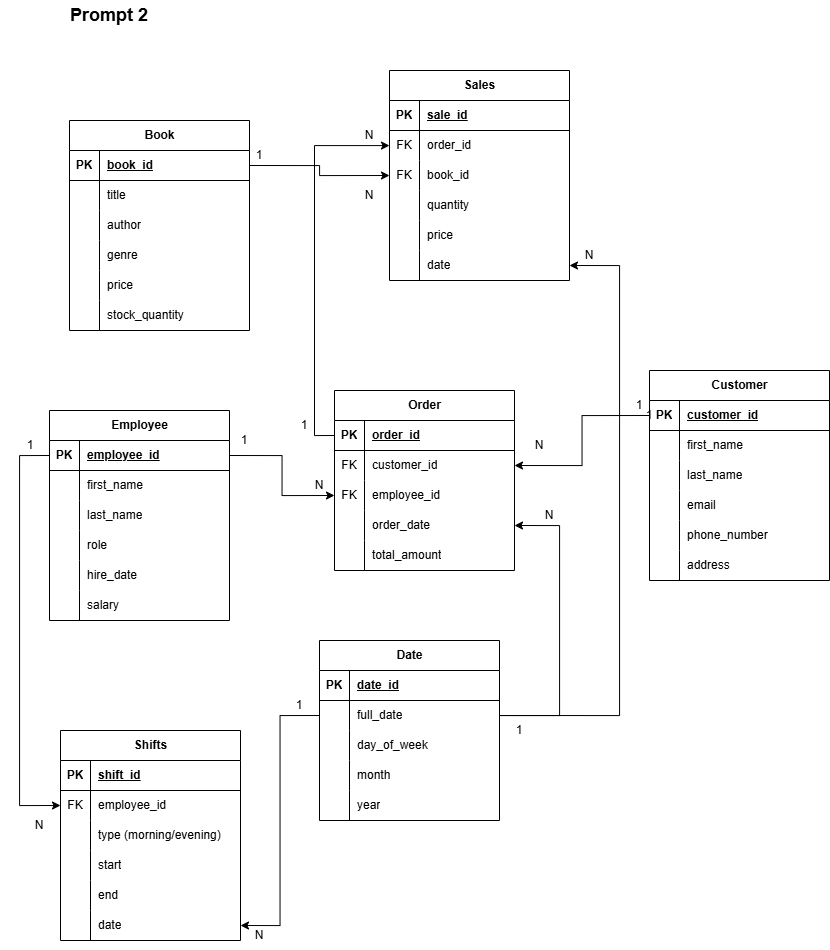 Prompt 2
Sales
PK sale_id
N FK order_id
FK book_id
N
quantity
price
date
N
Book
PK book_id
1
title
author
genre
price
stock_quantity
Customer
1 PK customer_id
first_name
last_name
email
phone_number
address
Order
1 PK order_id
FK customer_id
N
N FK employee_id
order_date
N
total_amount
Employee
1 PK employee_id
1
first_name
last_name
role
hire_date
salary
Date
PK date_id
1 full_date
1
day_of_week
month
year
Shifts
PK shift_id
FK employee_id
N
type (morning/evening)
start
end
date
N